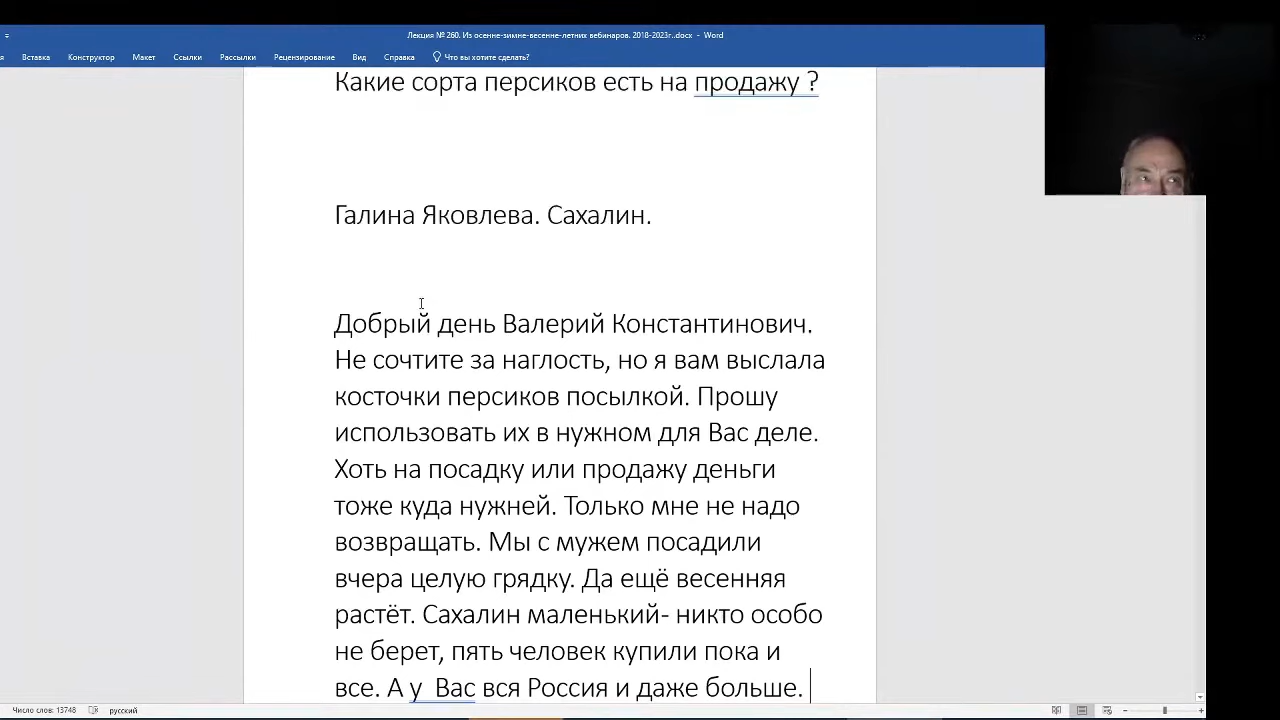 Лекция № 260. Из осенне-зимне-весенне-летних вебинаров. 2018-2023г..docx - Word
Вставка Конструктор Макет Ссылки Рассылки Рецензирование Вид Справка Что вы хотите сделать?
Какие сорта персиков есть на продажу ?
Галина Яковлева. Сахалин.
Добрый день Валерий Константинович.
Не сочтите за наглость, но я вам выслала
косточки персиков посылкой. Прошу
использовать их в нужном для Вас деле.
Хоть на посадку или продажу деньги
тоже куда нужней. Только мне не надо
возвращать. Мы с мужем посадили
вчера целую грядку. Да ещё весенняя
растёт. Сахалин маленький- никто особо
не берет, пять человек купили пока и
все. А у  Вас вся Россия и даже больше.
Число слов: 13748 русский